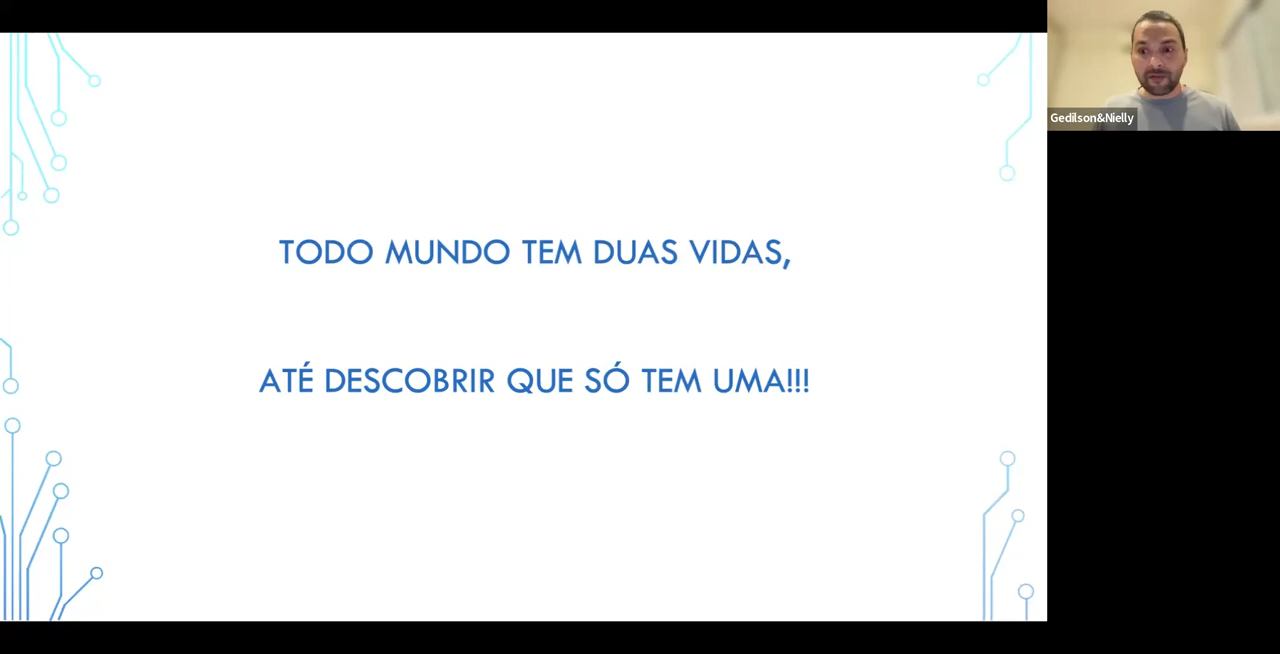 TODO MUNDO TEM DUAS VIDAS,
ATÉ DESCOBRIR QUE SÓ TEM UMA!!!
Gedilson&Nielly